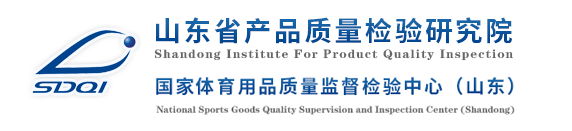 山东省产品质量检验研究院
Shandong Institute For Product Quality Inspection
SDQI
国家体育用品质量监督检验中心（山东）
National Sports Goods Quality Supervision and Inspection Center (Shandong)